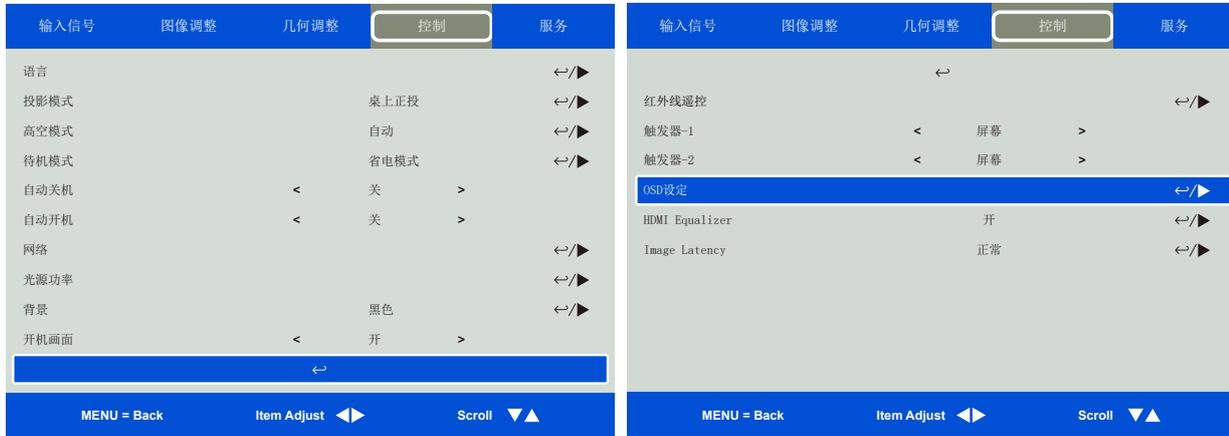 输入信号 图像调整 几何调整 控制 服务
语言 ↩/▶
投影模式 桌上正投 ↩/▶
高空模式 自动 ↩/▶
待机模式 省电模式 ↩/▶
自动关机 < 关 >
自动开机 < 关 >
网络 ↩/▶
光源功率 ↩/▶
背景 黑色 ↩/▶
开机画面 < 开 >
↩
MENU = Back Item Adjust ◀▶ Scroll ▼▲
输入信号 图像调整 几何调整 控制 服务
↩
红外线遥控 ↩/▶
触发器-1 < 屏幕 >
触发器-2 < 屏幕 >
OSD设定 ↩/▶
HDMI Equalizer 开 ↩/▶
Image Latency 正常 ↩/▶
MENU = Back Item Adjust ◀▶ Scroll ▼▲